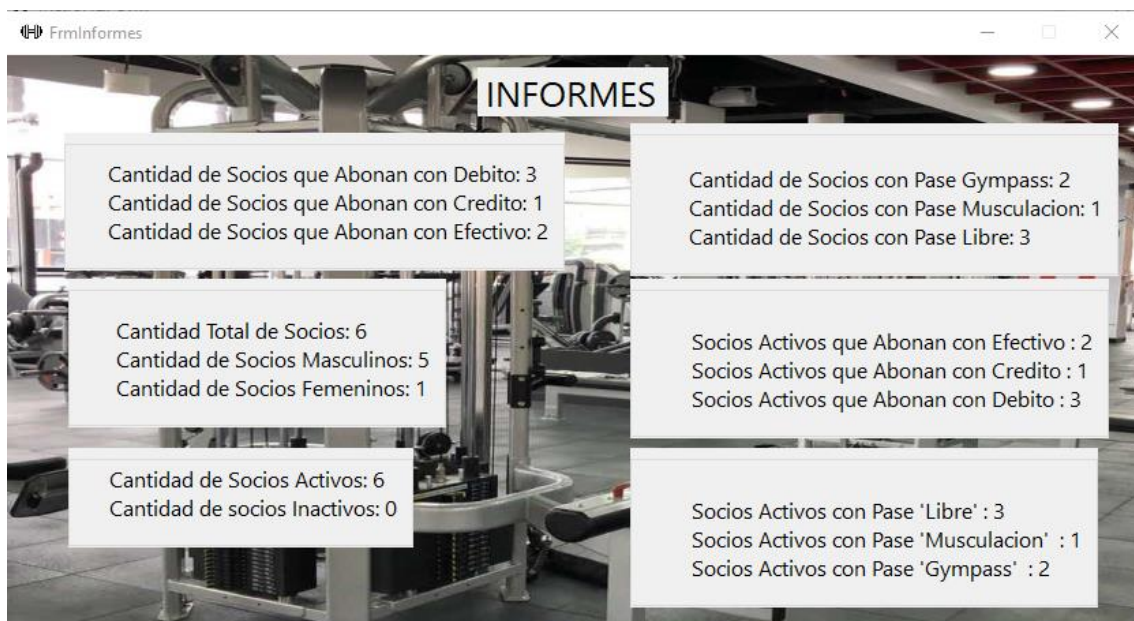 FrmInformes
INFORMES
Cantidad de Socios que Abonan con Debito: 3
Cantidad de Socios que Abonan con Credito: 1
Cantidad de Socios que Abonan con Efectivo: 2
Cantidad de Socios con Pase Gympass: 2
Cantidad de Socios con Pase Musculacion: 1
Cantidad de Socios con Pase Libre: 3
Cantidad Total de Socios: 6
Cantidad de Socios Masculinos: 5
Cantidad de Socios Femeninos: 1
Socios Activos que Abonan con Efectivo : 2
Socios Activos que Abonan con Credito : 1
Socios Activos que Abonan con Debito : 3
Cantidad de Socios Activos: 6
Cantidad de socios Inactivos: 0
Socios Activos con Pase 'Libre' : 3
Socios Activos con Pase 'Musculacion'  : 1
Socios Activos con Pase 'Gympass'  : 2